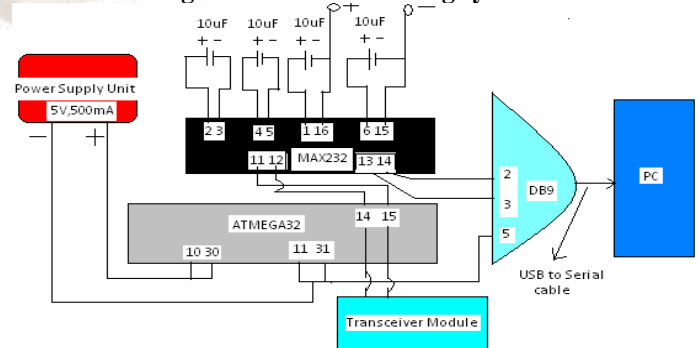 10uF 10uF 10uF 10uF
+ - + - + - + -
+ -
Power Supply Unit
5V,500mA
- +
2 3 4 5 1 16 6 15
11 12 MAX232 13 14
14 15
ATMEGA32
10 30 11 31
2
3
5
DB9
PC
USB to Serial
cable
Transceiver Module